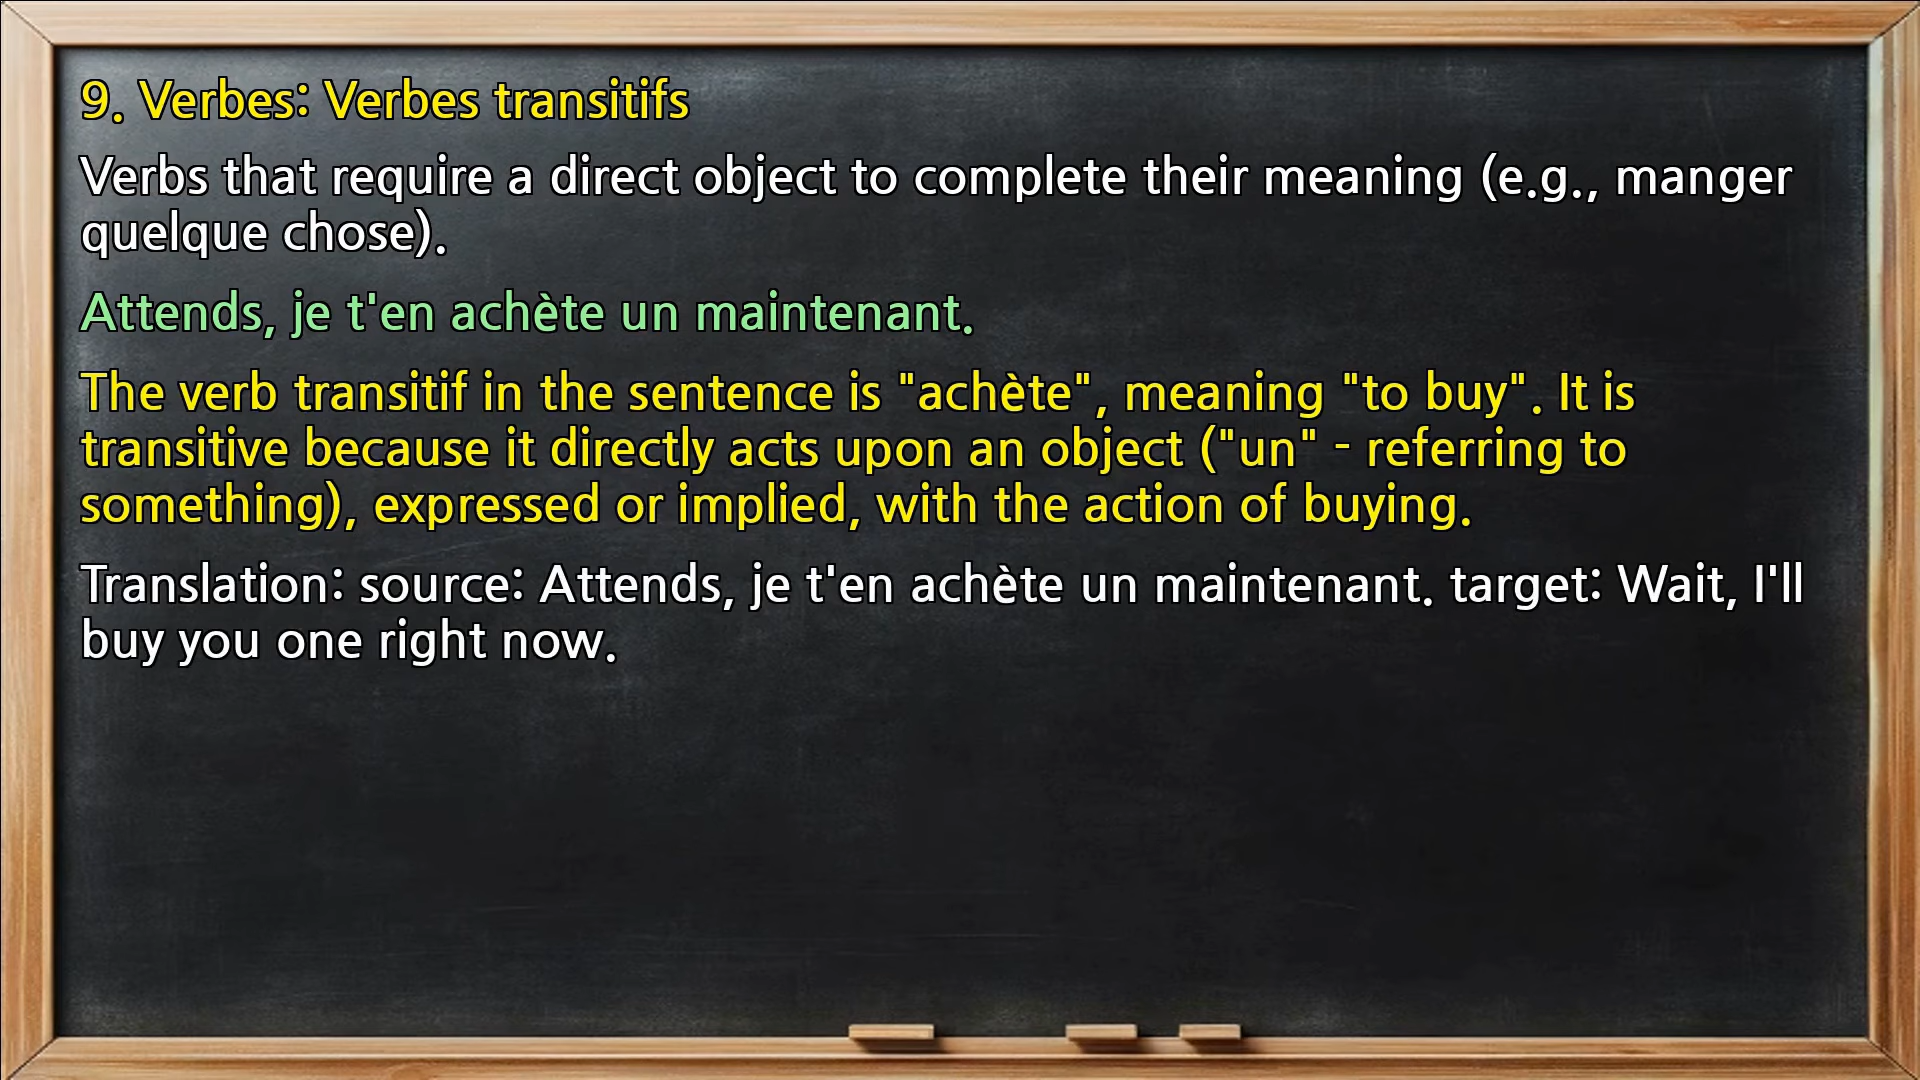 9. Verbes: Verbes transitifs
Verbs that require a direct object to complete their meaning (e.g., manger
quelque chose).
Attends, je t'en achète un maintenant.
The verb transitif in the sentence is "achète", meaning "to buy". It is
transitive because it directly acts upon an object ("un" - referring to
something), expressed or implied, with the action of buying.
Translation: source: Attends, je t'en achète un maintenant. target: Wait, I'll
buy you one right now.